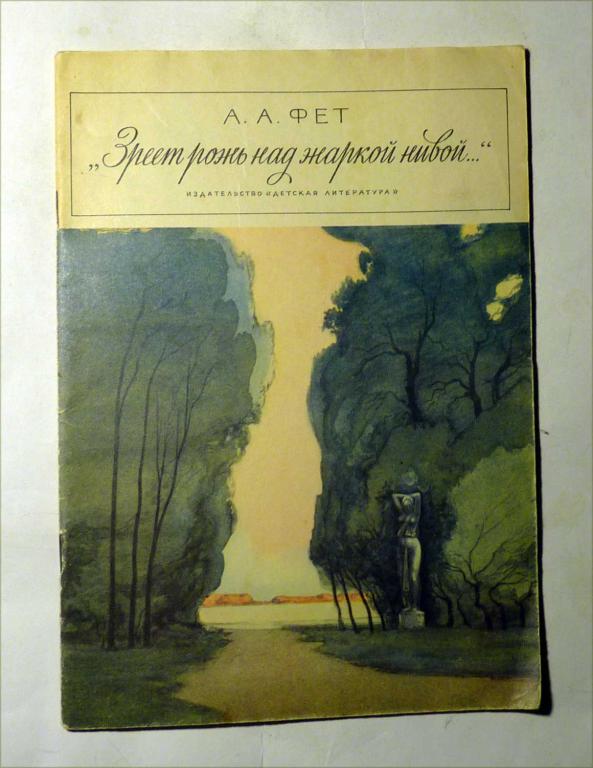 А. А. ФЕТ
„Зреет рожь над жаркой нивой..."
ИЗДАТЕЛЬСТВО «ДЕТСКАЯ ЛИТЕРАТУРА»